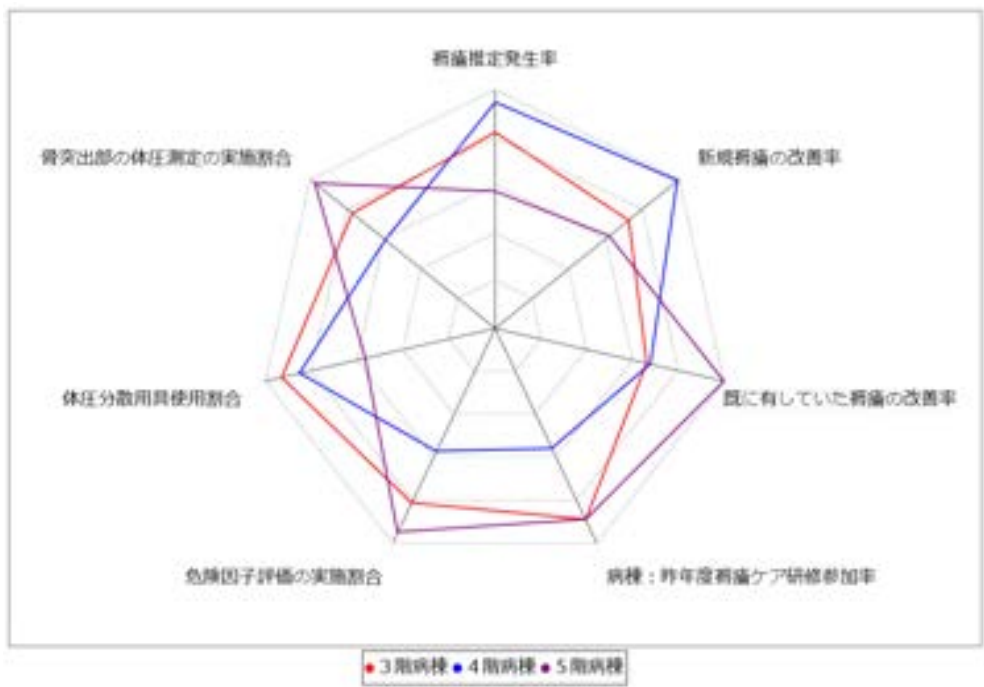 褥瘡推定発生率
骨突出部の体圧測定の実施割合
新規褥瘡の改善率
体圧分散用具使用割合
既に有していた褥瘡の改善率
危険因子評価の実施割合
病棟：昨年度褥瘡ケア研修参加率
３階病棟 ４階病棟 ５階病棟